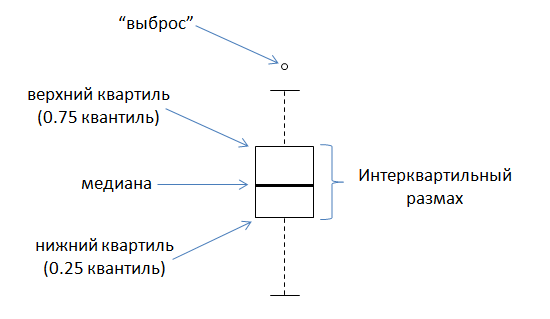 “выброс”
верхний квартиль
(0.75 квантиль)
медиана
Интерквартильный
размах
нижний квартиль
(0.25 квантиль)